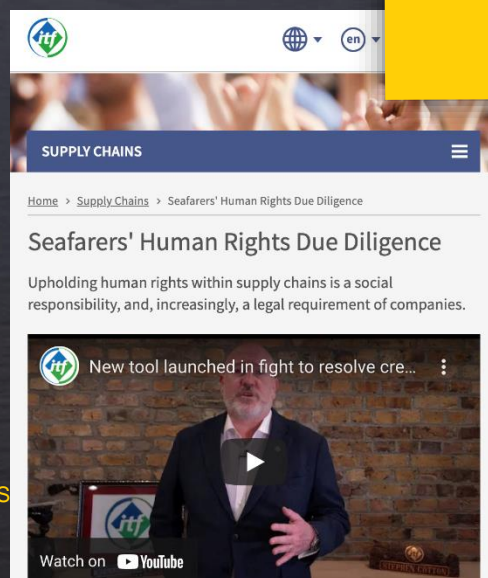 itf
en
SUPPLY CHAINS
Home > Supply Chains > Seafarers' Human Rights Due Diligence
Seafarers' Human Rights Due Diligence
Upholding human rights within supply chains is a social
responsibility, and, increasingly, a legal requirement of companies.
itf
New tool launched in fight to resolve cre...
S
itf
Watch on YouTube
STEPHEN COTTON